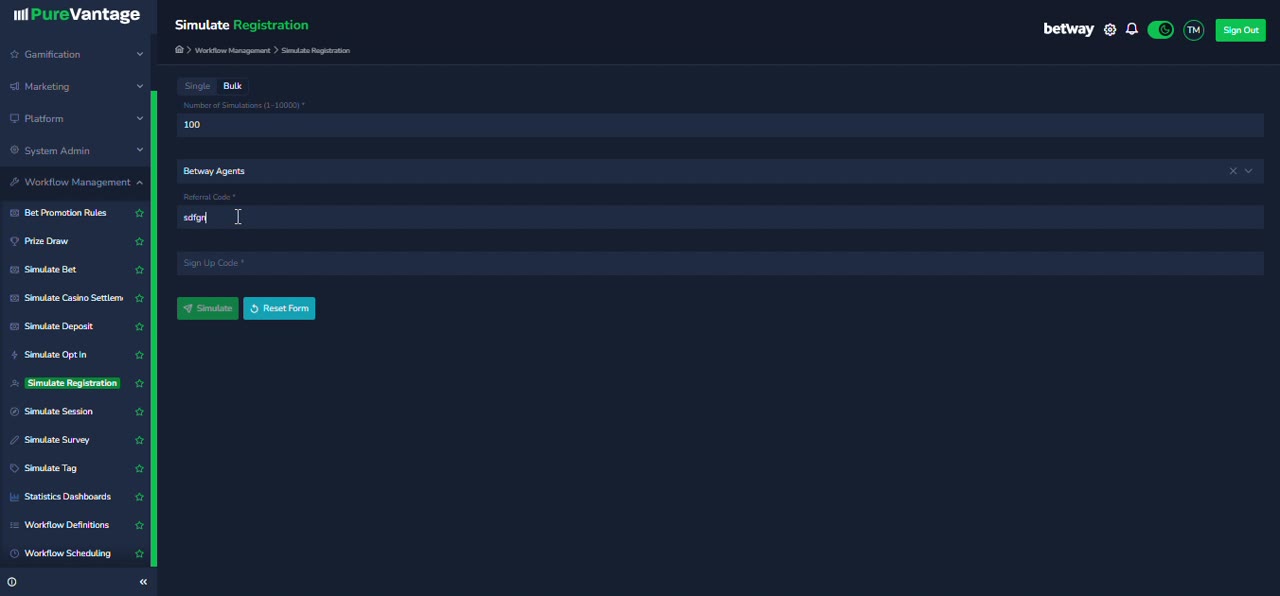 PureVantage
Simulate Registration
betway
TM
Sign Out
Workflow Management > Simulate Registration
Gamification
Marketing
Platform
System Admin
Workflow Management
Bet Promotion Rules
Prize Draw
Simulate Bet
Simulate Casino Settlem
Simulate Deposit
Simulate Opt In
Simulate Registration
Simulate Session
Simulate Survey
Simulate Tag
Statistics Dashboards
Workflow Definitions
Workflow Scheduling
Single Bulk
Number of Simulations (1-10000) *
100
Betway Agents
Referral Code *
sdfgn
Sign Up Code *
Simulate
Reset Form